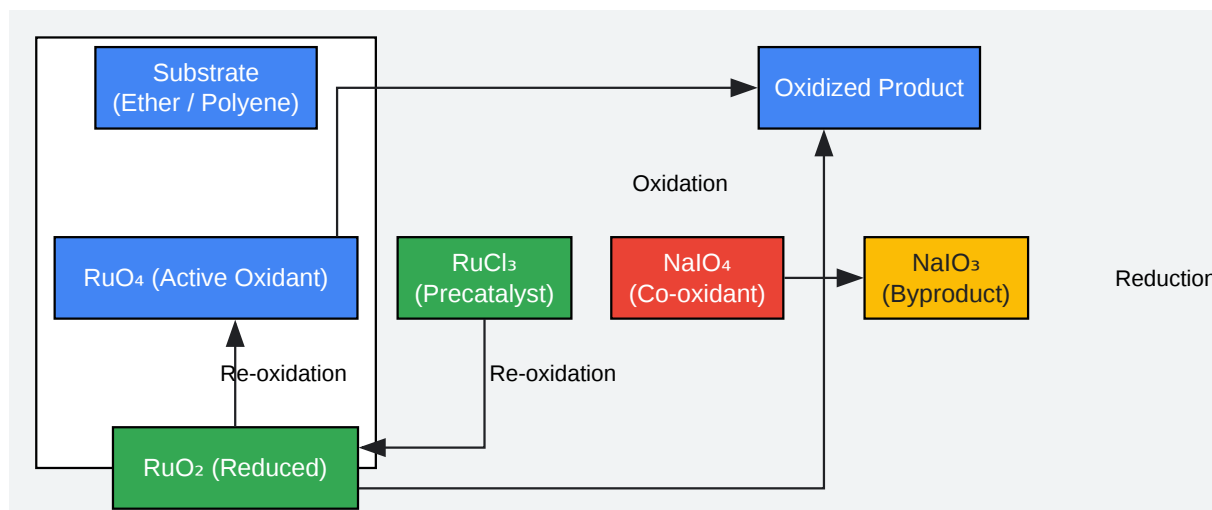 Substrate
(Ether / Polyene)
Oxidized Product
Oxidation
RuO₄ (Active Oxidant)
RuCl₃
(Precatalyst)
NaIO₄
(Co-oxidant)
NaIO₃
(Byproduct)
Reduction
Re-oxidation
Re-oxidation
RuO₂ (Reduced)